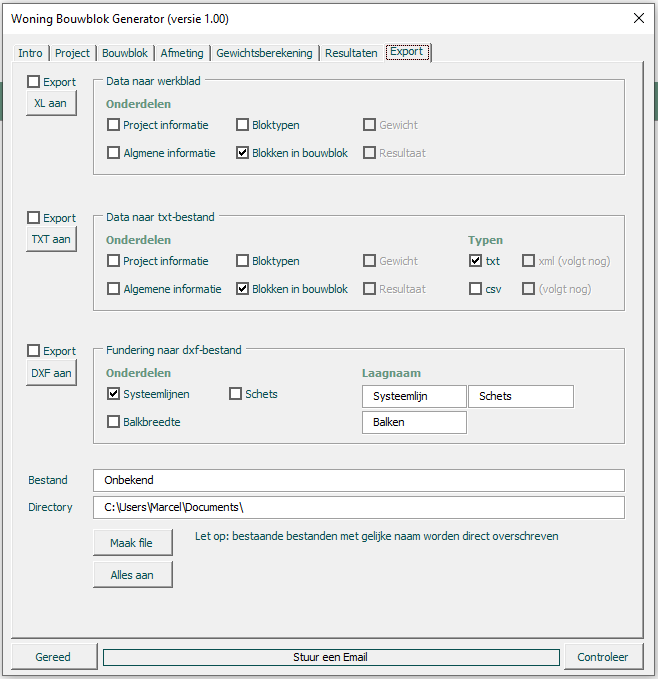 Woning Bouwblok Generator (versie 1.00)
Intro Project Bouwblok Afmeting Gewichtsberekening Resultaten Export
Export
XL aan
Data naar werkblad
Onderdelen
Project informatie Bloktypen Gewicht
Algmene informatie Blokken in bouwblok Resultaat
Export
TXT aan
Data naar txt-bestand
Onderdelen Typen
Project informatie Bloktypen Gewicht txt xml (volgt nog)
Algemene informatie Blokken in bouwblok Resultaat csv (volgt nog)
Export
DXF aan
Fundering naar dxf-bestand
Onderdelen Laagnaam
Systeemlijnen Schets Systeemlijn Schets
Balkbreedte Balken
Bestand Onbekend
Directory C:\Users\Marcel\Documents\
Maak file Let op: bestaande bestanden met gelijke naam worden direct overschreven
Alles aan
Gereed Stuur een Email Controleer